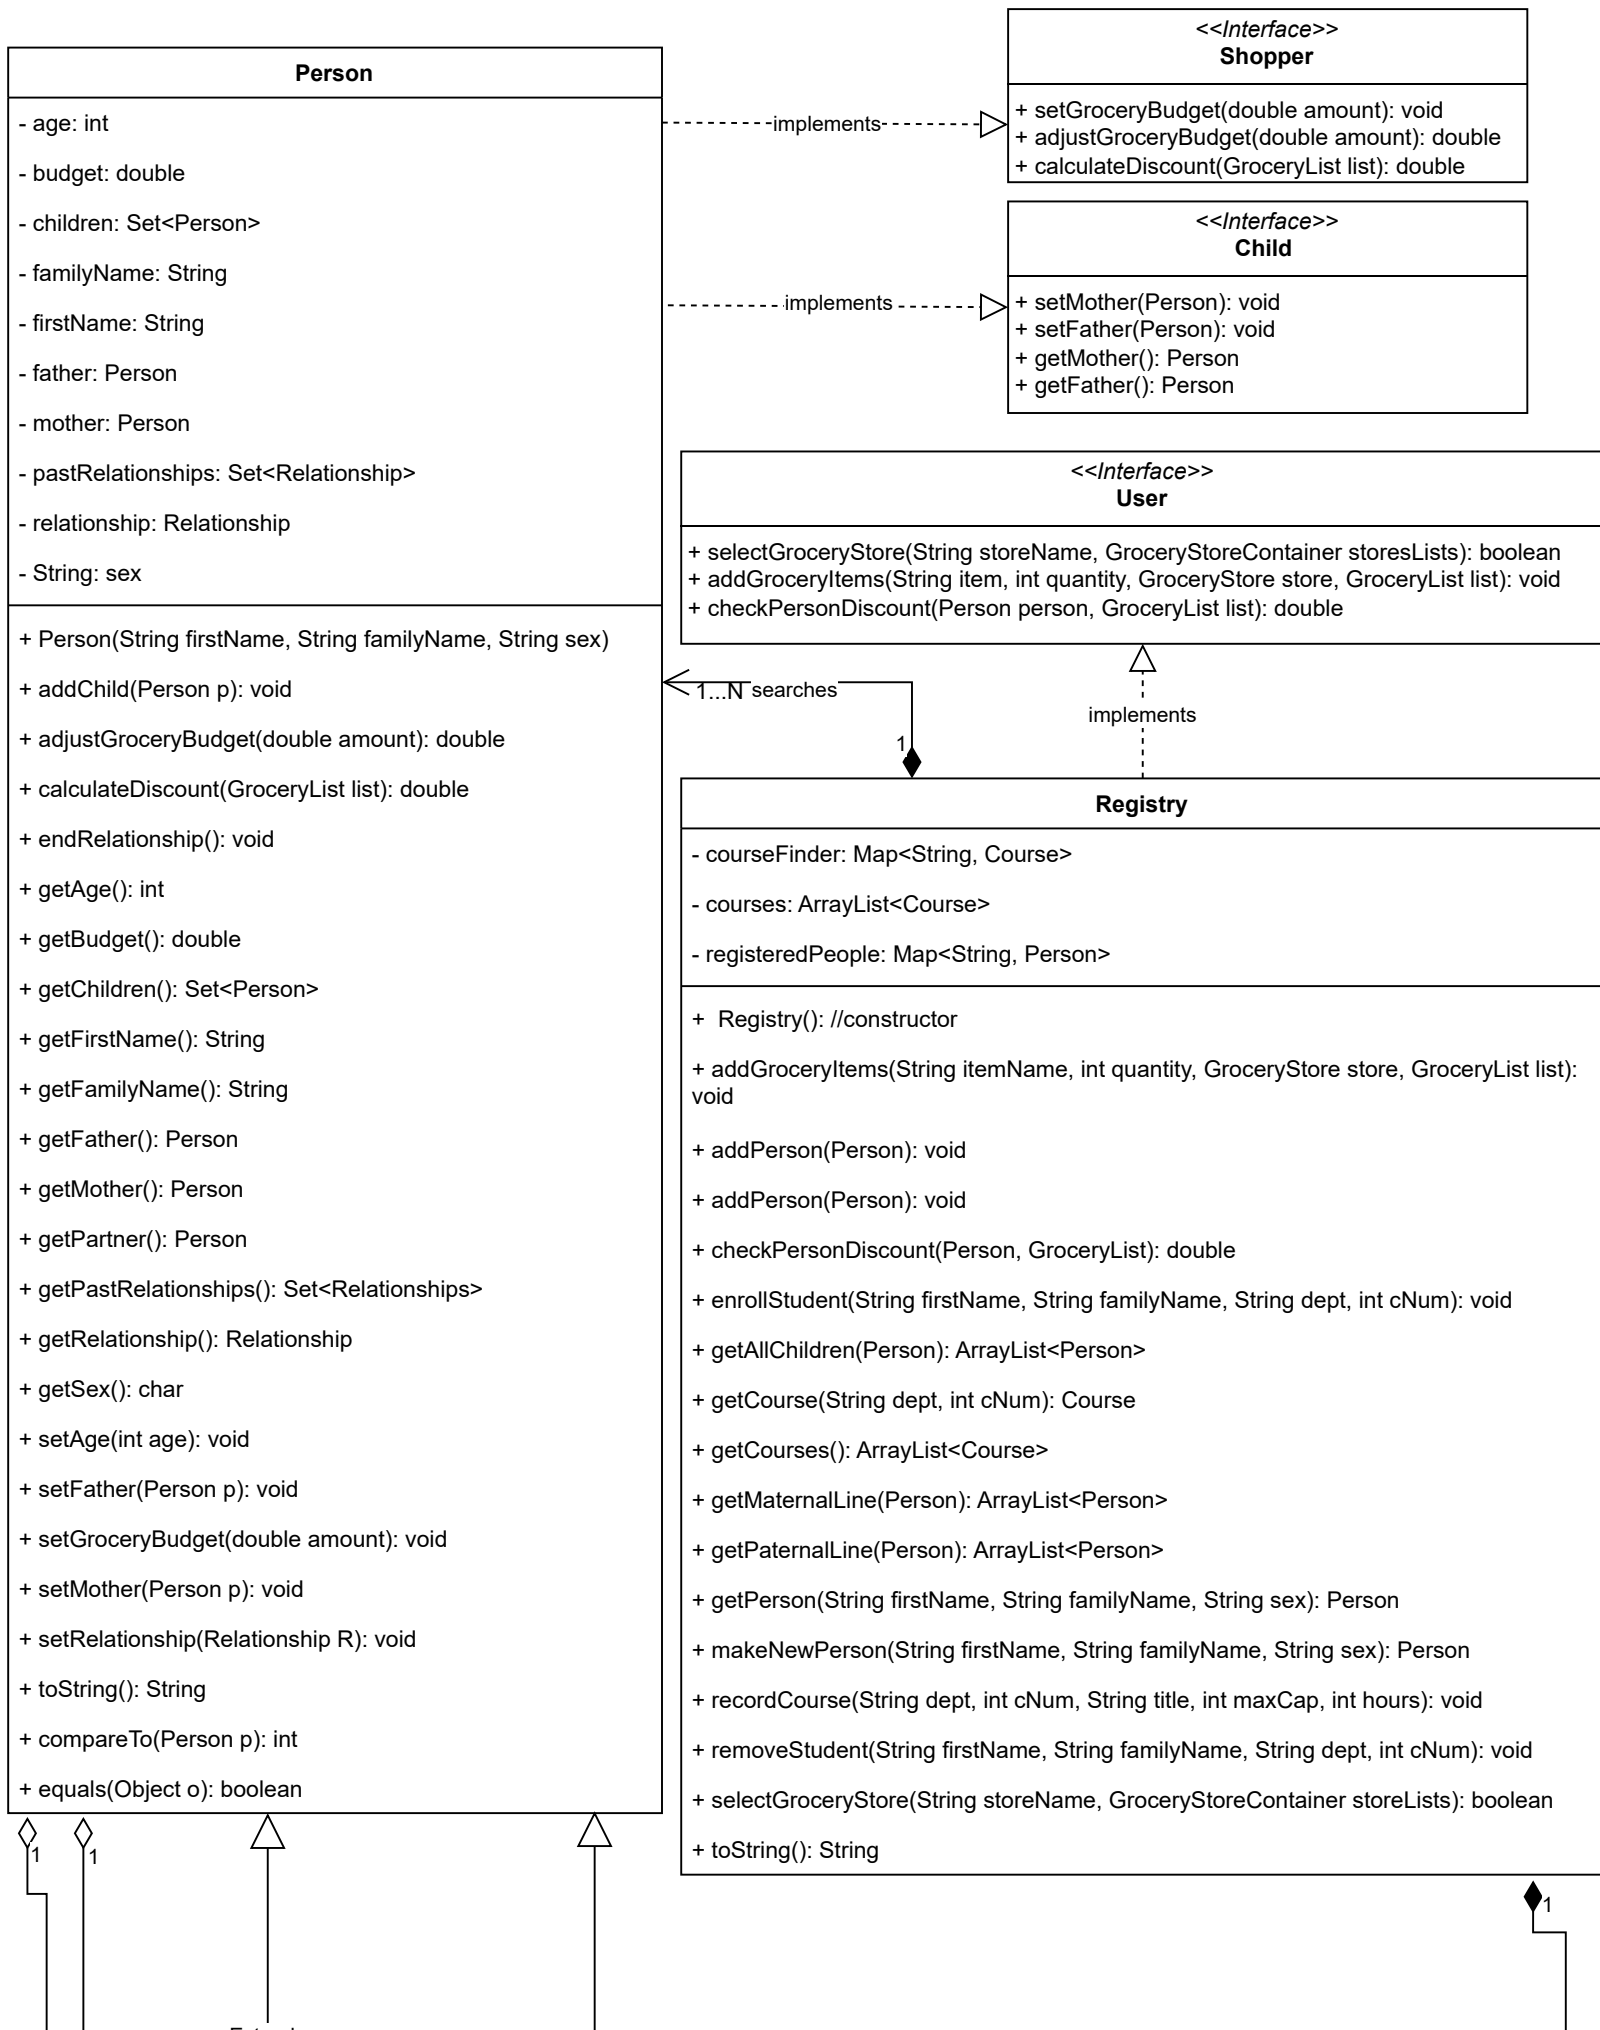 Person
- age: int
- budget: double
- children: Set<Person>
- familyName: String
- firstName: String
- father: Person
- mother: Person
- pastRelationships: Set<Relationship>
- relationship: Relationship
- String: sex
+ Person(String firstName, String familyName, String sex)
+ addChild(Person p): void
+ adjustGroceryBudget(double amount): double
+ calculateDiscount(GroceryList list): double
+ endRelationship(): void
+ getAge(): int
+ getBudget(): double
+ getChildren(): Set<Person>
+ getFirstName(): String
+ getFamilyName(): String
+ getFather(): Person
+ getMother(): Person
+ getPartner(): Person
+ getPastRelationships(): Set<Relationships>
+ getRelationship(): Relationship
+ getSex(): char
+ setAge(int age): void
+ setFather(Person p): void
+ setGroceryBudget(double amount): void
+ setMother(Person p): void
+ setRelationship(Relationship R): void
+ toString(): String
+ compareTo(Person p): int
+ equals(Object o): boolean
1
1
implements
<<Interface>>
Shopper
+ setGroceryBudget(double amount): void
+ adjustGroceryBudget(double amount): double
+ calculateDiscount(GroceryList list): double
implements
<<Interface>>
Child
+ setMother(Person): void
+ setFather(Person): void
+ getMother(): Person
+ getFather(): Person
<<Interface>>
User
+ selectGroceryStore(String storeName, GroceryStoreContainer storesLists): boolean
+ addGroceryItems(String item, int quantity, GroceryStore store, GroceryList list): void
+ checkPersonDiscount(Person person, GroceryList list): double
1...N searches
implements
1
Registry
- courseFinder: Map<String, Course>
- courses: ArrayList<Course>
- registeredPeople: Map<String, Person>
+  Registry(): //constructor
+ addGroceryItems(String itemName, int quantity, GroceryStore store, GroceryList list):
void
+ addPerson(Person): void
+ addPerson(Person): void
+ checkPersonDiscount(Person, GroceryList): double
+ enrollStudent(String firstName, String familyName, String dept, int cNum): void
+ getAllChildren(Person): ArrayList<Person>
+ getCourse(String dept, int cNum): Course
+ getCourses(): ArrayList<Course>
+ getMaternalLine(Person): ArrayList<Person>
+ getPaternalLine(Person): ArrayList<Person>
+ getPerson(String firstName, String familyName, String sex): Person
+ makeNewPerson(String firstName, String familyName, String sex): Person
+ recordCourse(String dept, int cNum, String title, int maxCap, int hours): void
+ removeStudent(String firstName, String familyName, String dept, int cNum): void
+ selectGroceryStore(String storeName, GroceryStoreContainer storeLists): boolean
+ toString(): String
1